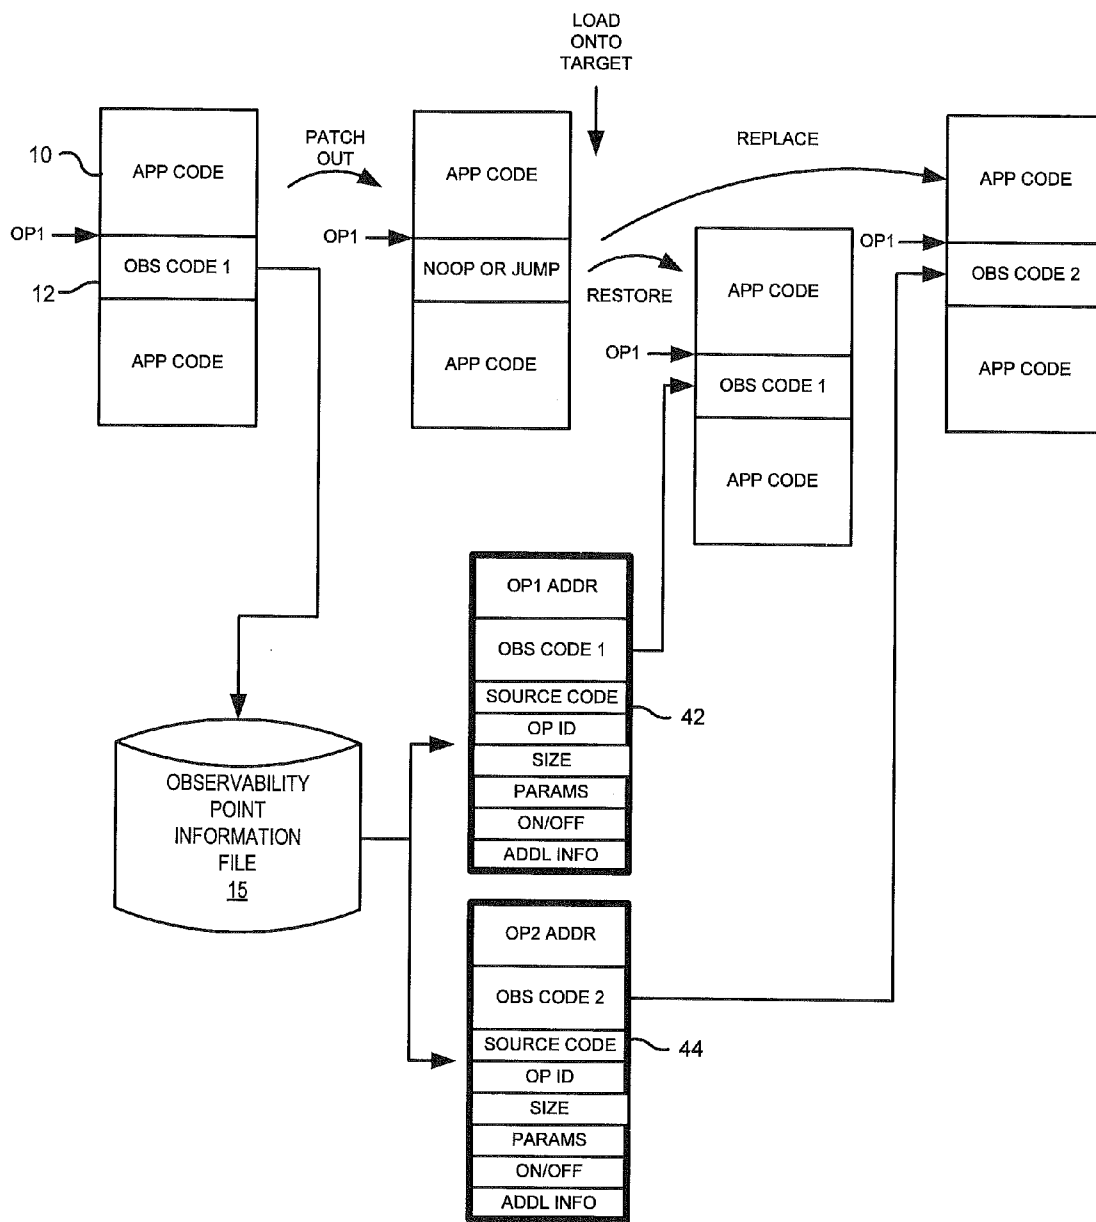 LOAD
ONTO
TARGET
10
APP CODE
OP1
OBS CODE 1
12
APP CODE
PATCH
OUT
APP CODE
OP1
NOOP OR JUMP
APP CODE
REPLACE
RESTORE
APP CODE
OP1
OBS CODE 1
APP CODE
APP CODE
OP1
OBS CODE 2
APP CODE
OBSERVABILITY
POINT
INFORMATION
FILE
15
OP1 ADDR
OBS CODE 1
SOURCE CODE
42
OP ID
SIZE
PARAMS
ON/OFF
ADDL INFO
OP2 ADDR
OBS CODE 2
SOURCE CODE
44
OP ID
SIZE
PARAMS
ON/OFF
ADDL INFO